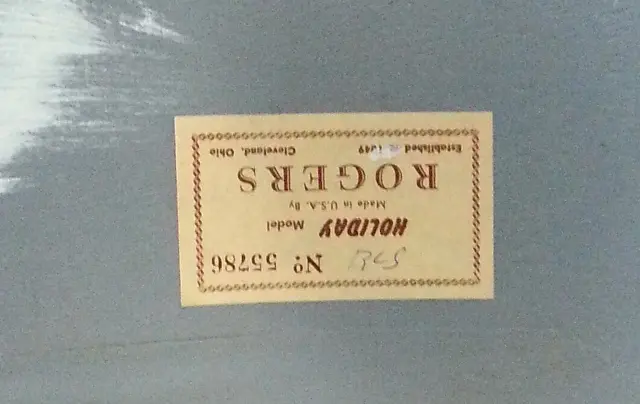 Nº 55786
HOLIDAY Model
Made in U.S.A. By
ROGERS
Established 1849 Cleveland, Ohio